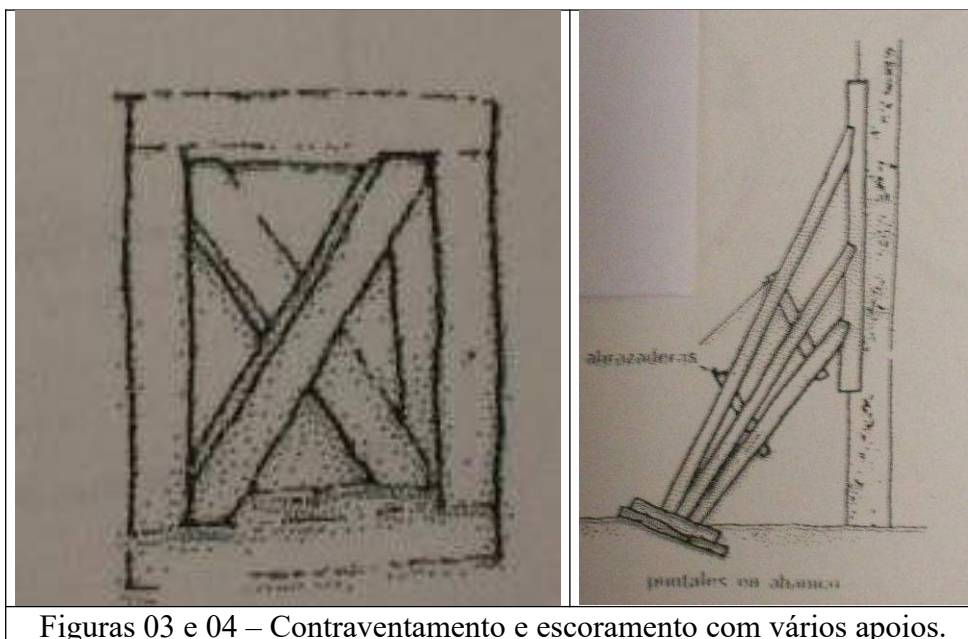 abrazaderas
puntales en abanico
Figuras 03 e 04 – Contraventamento e escoramento com vários apoios.